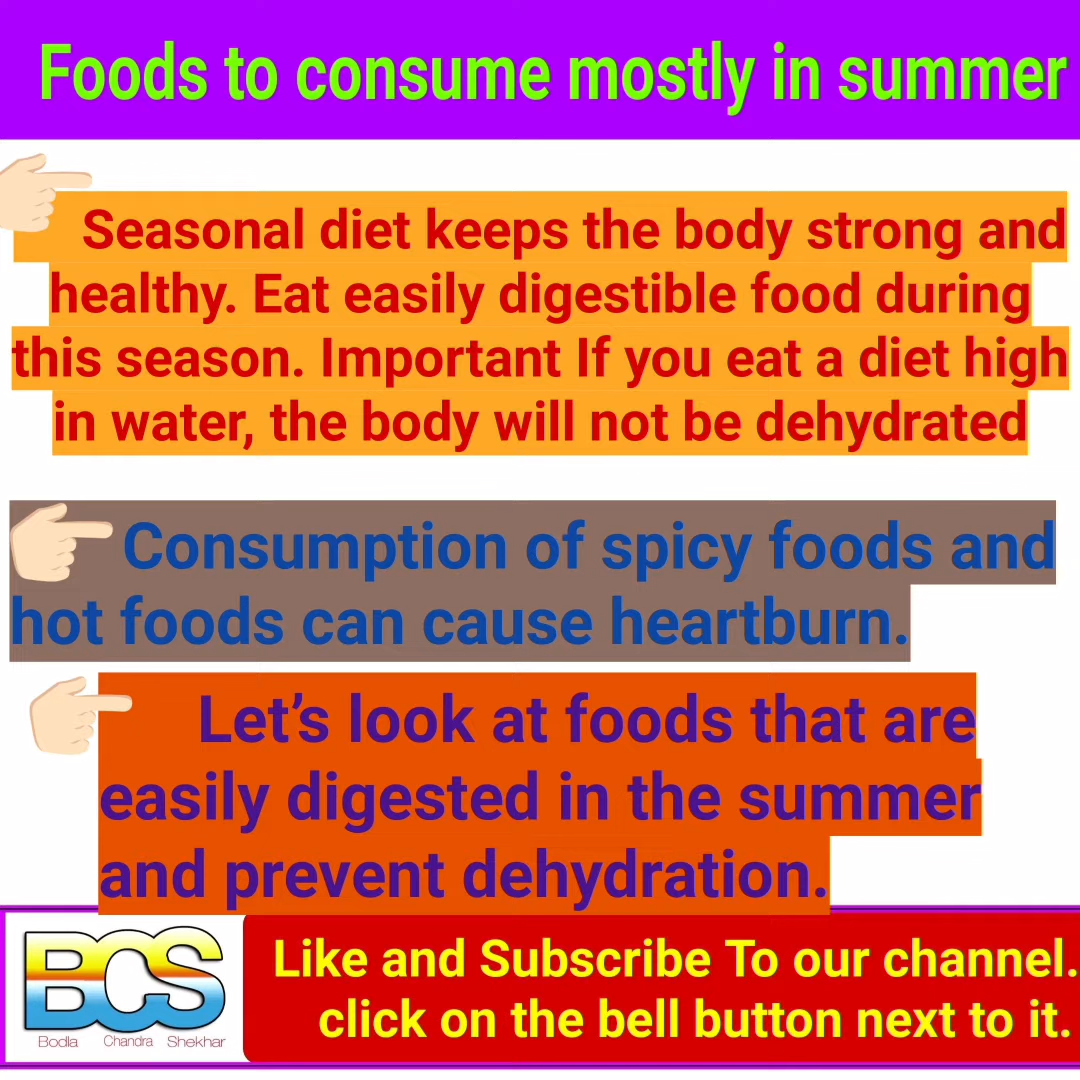 Foods to consume mostly in summer
Seasonal diet keeps the body strong and
healthy. Eat easily digestible food during
this season. Important If you eat a diet high
in water, the body will not be dehydrated
Consumption of spicy foods and
hot foods can cause heartburn.
Let’s look at foods that are
easily digested in the summer
and prevent dehydration.
BCS
Bodla Chandra Shekhar
Like and Subscribe To our channel.
click on the bell button next to it.